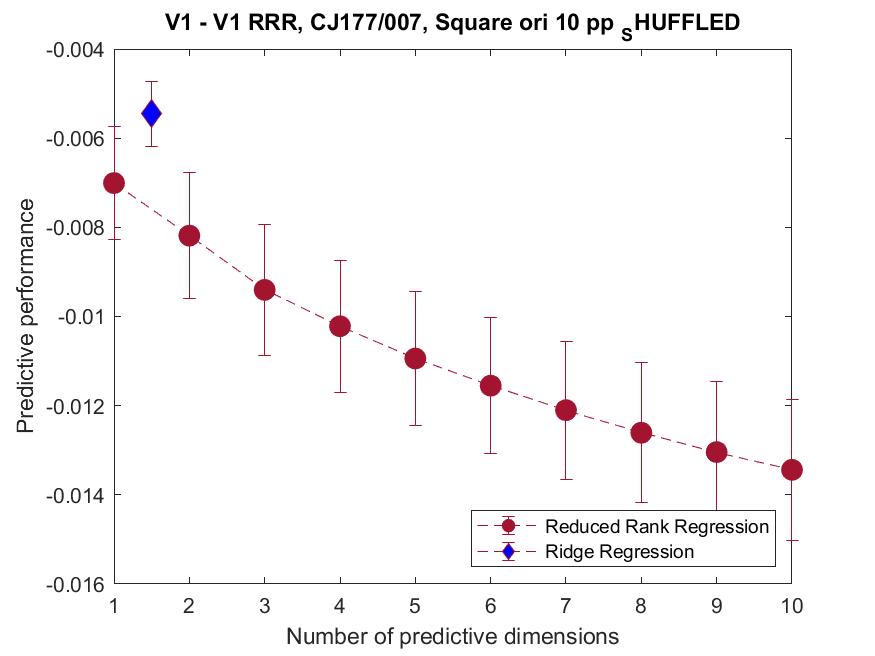 V1 - V1 RRR, CJ177/007, Square ori 10 pp SHUFFLED
-0.004
-0.006
-0.008
-0.01
-0.012
-0.014
-0.016
Predictive performance
Reduced Rank Regression
Ridge Regression
1 2 3 4 5 6 7 8 9 10
Number of predictive dimensions